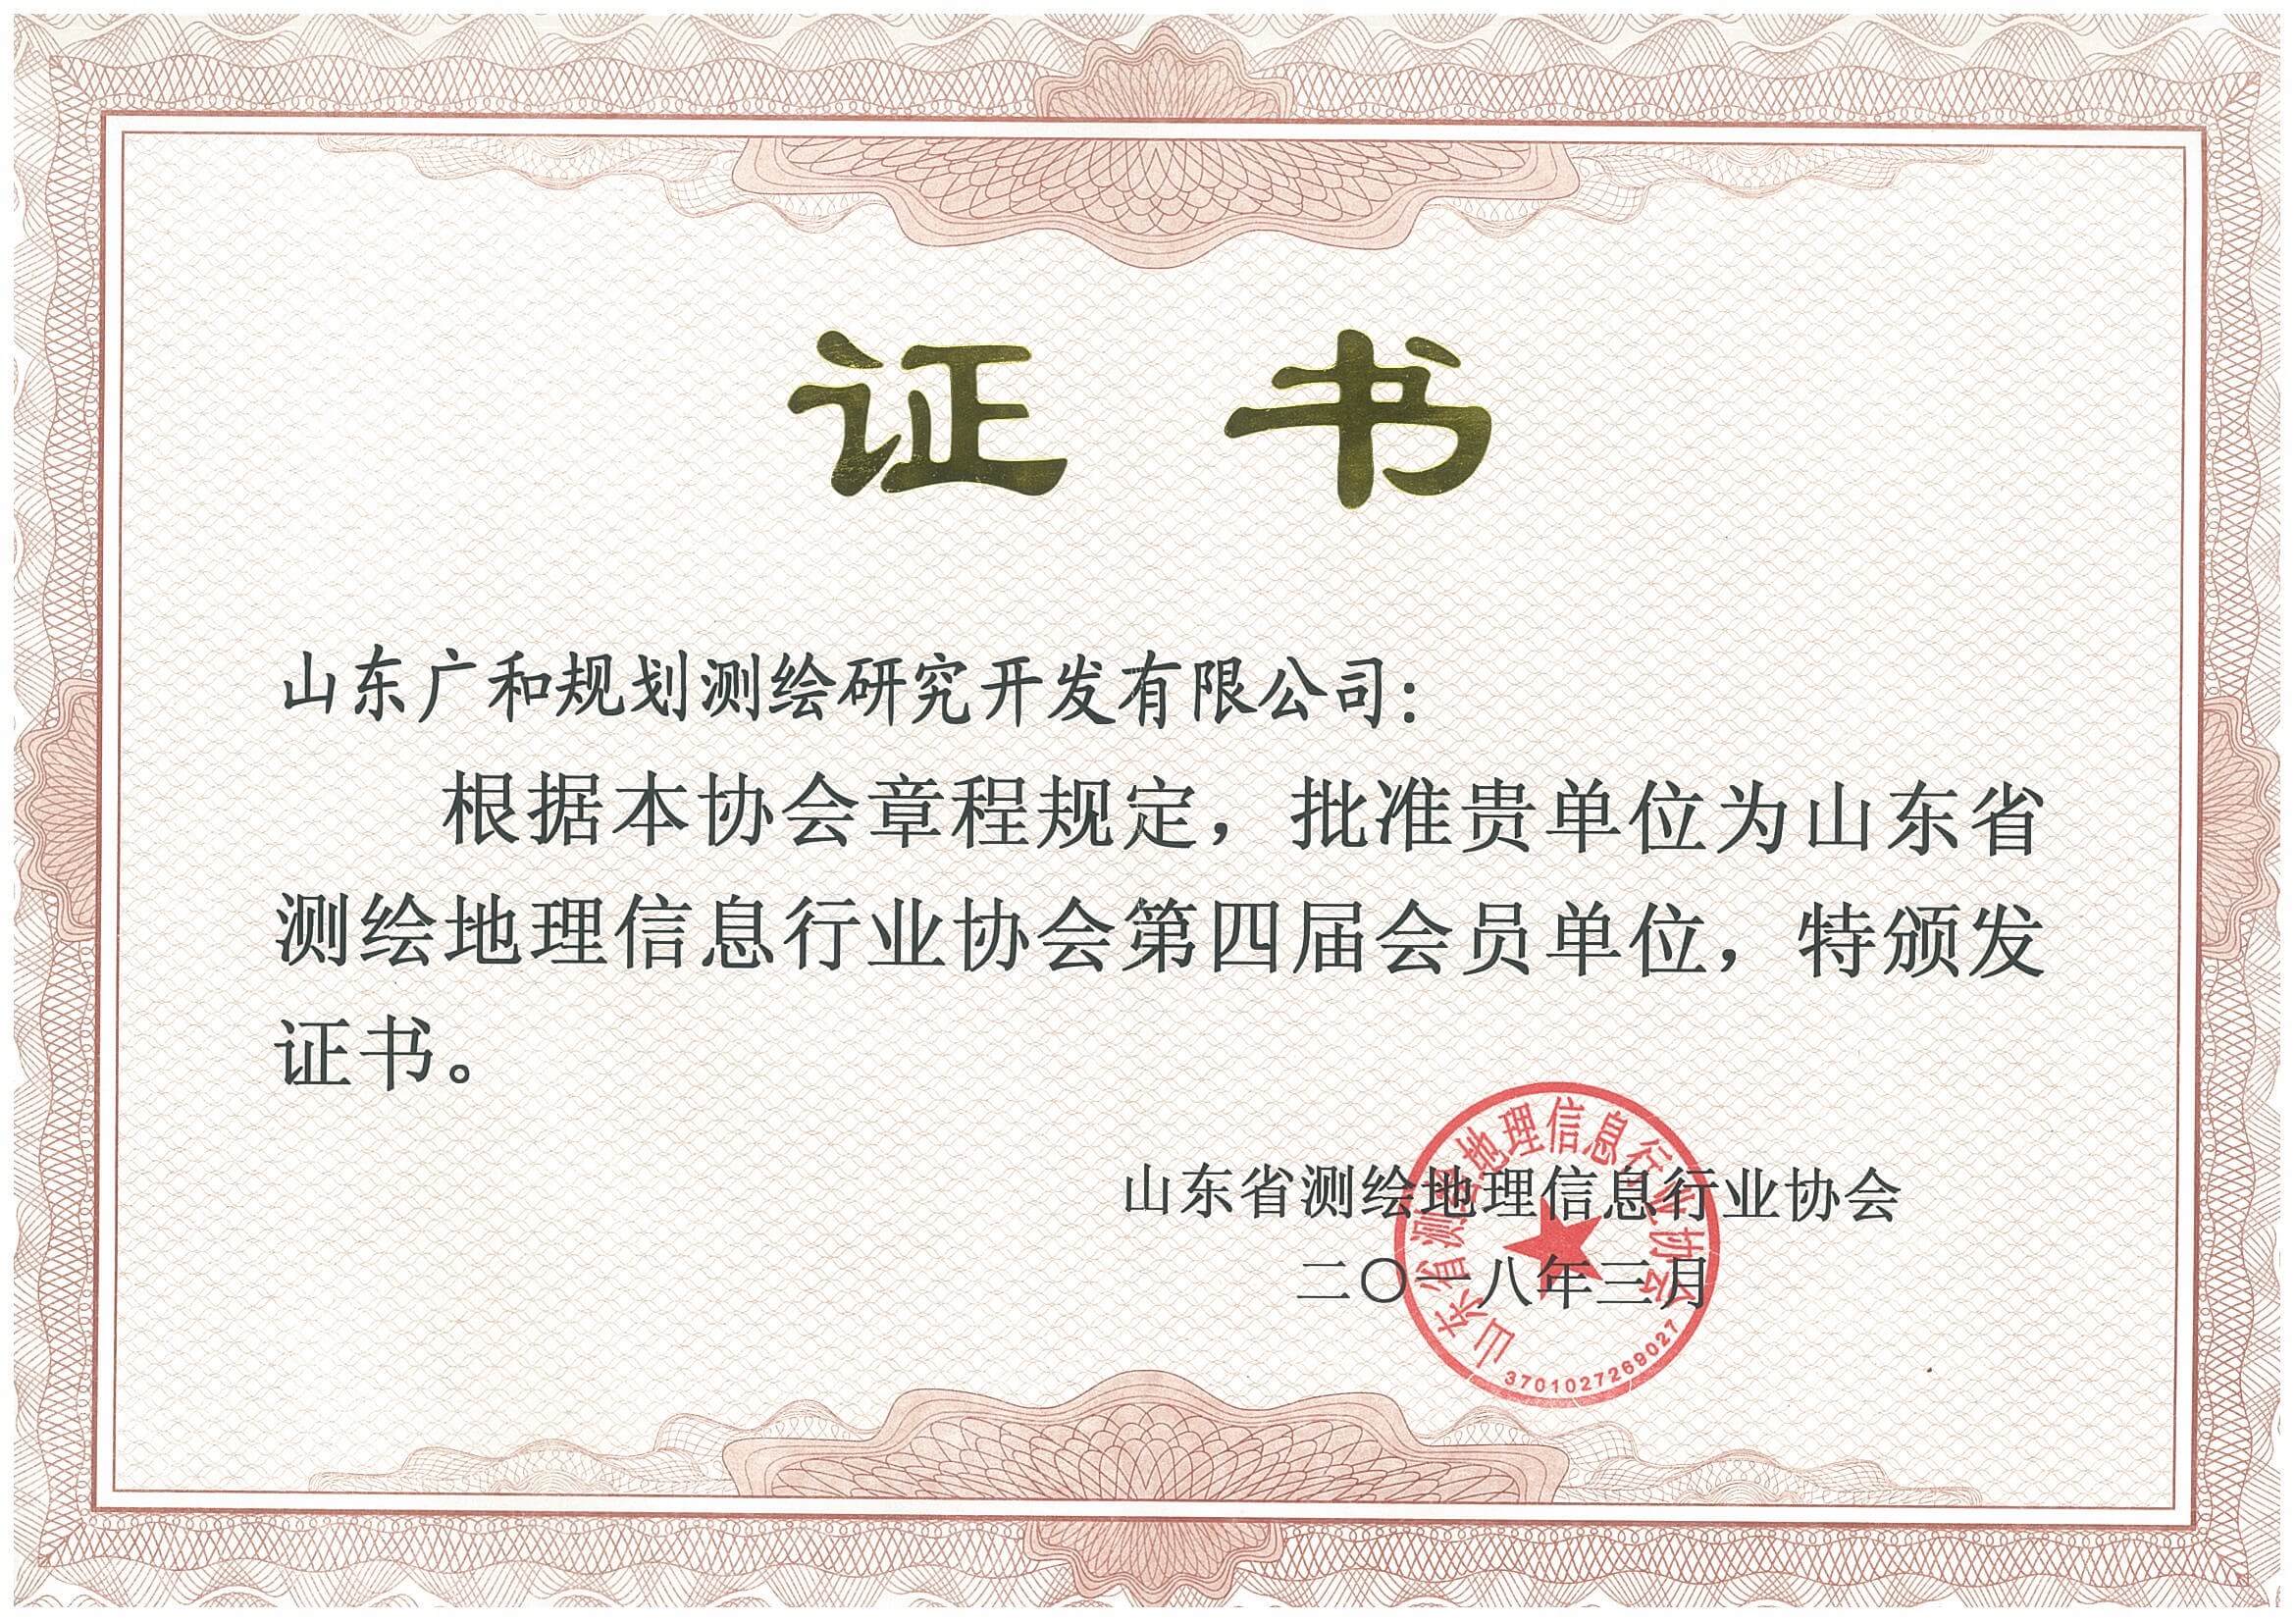 证书
山东广和规划测绘研究开发有限公司：
根据本协会章程规定，批准贵单位为山东省
测绘地理信息行业协会第四届会员单位，特颁发
证书。
山东省测绘地理信息行业协会
二〇一八年三月
山东省测绘地理信息行业协会
3701027269027